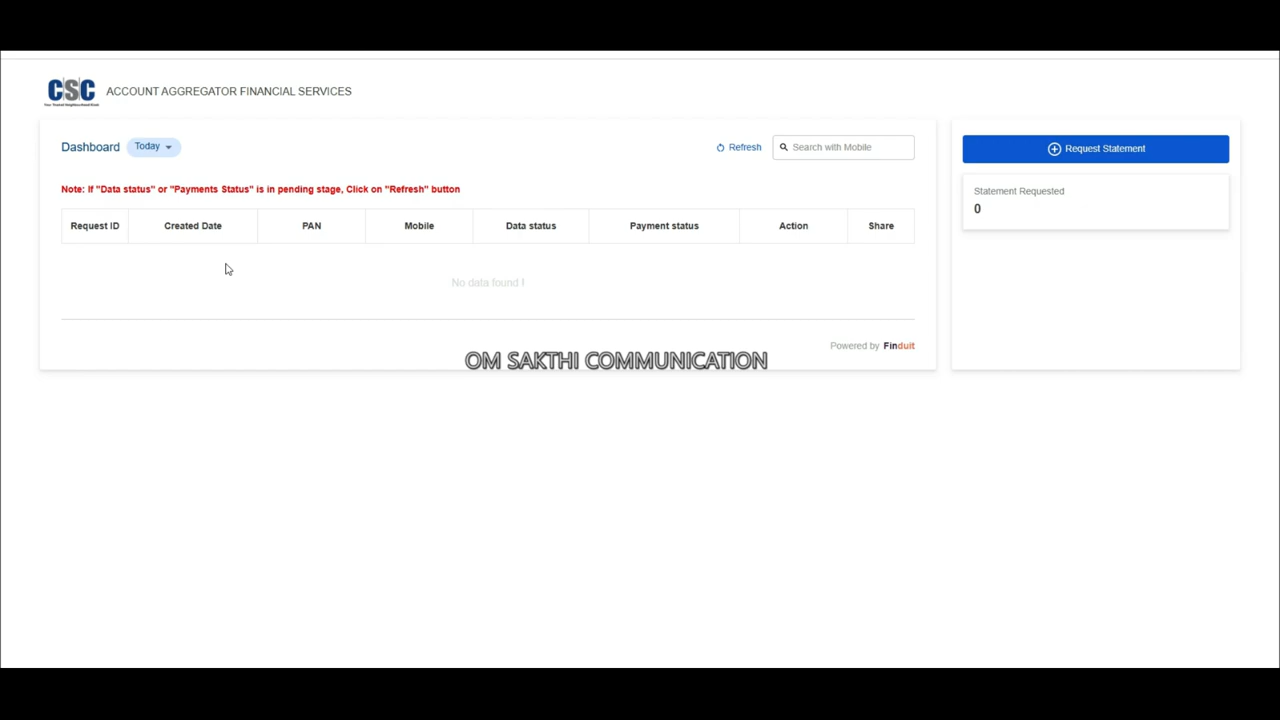 CSC
ACCOUNT AGGREGATOR FINANCIAL SERVICES
Dashboard
Today
Refresh
Search with Mobile
Note: If "Data status" or "Payments Status" is in pending stage, Click on "Refresh" button
Request ID Created Date PAN Mobile Data status Payment status Action Share
No data found !
Powered by Finduit
OM SAKTHI COMMUNICATION
Request Statement
Statement Requested
0